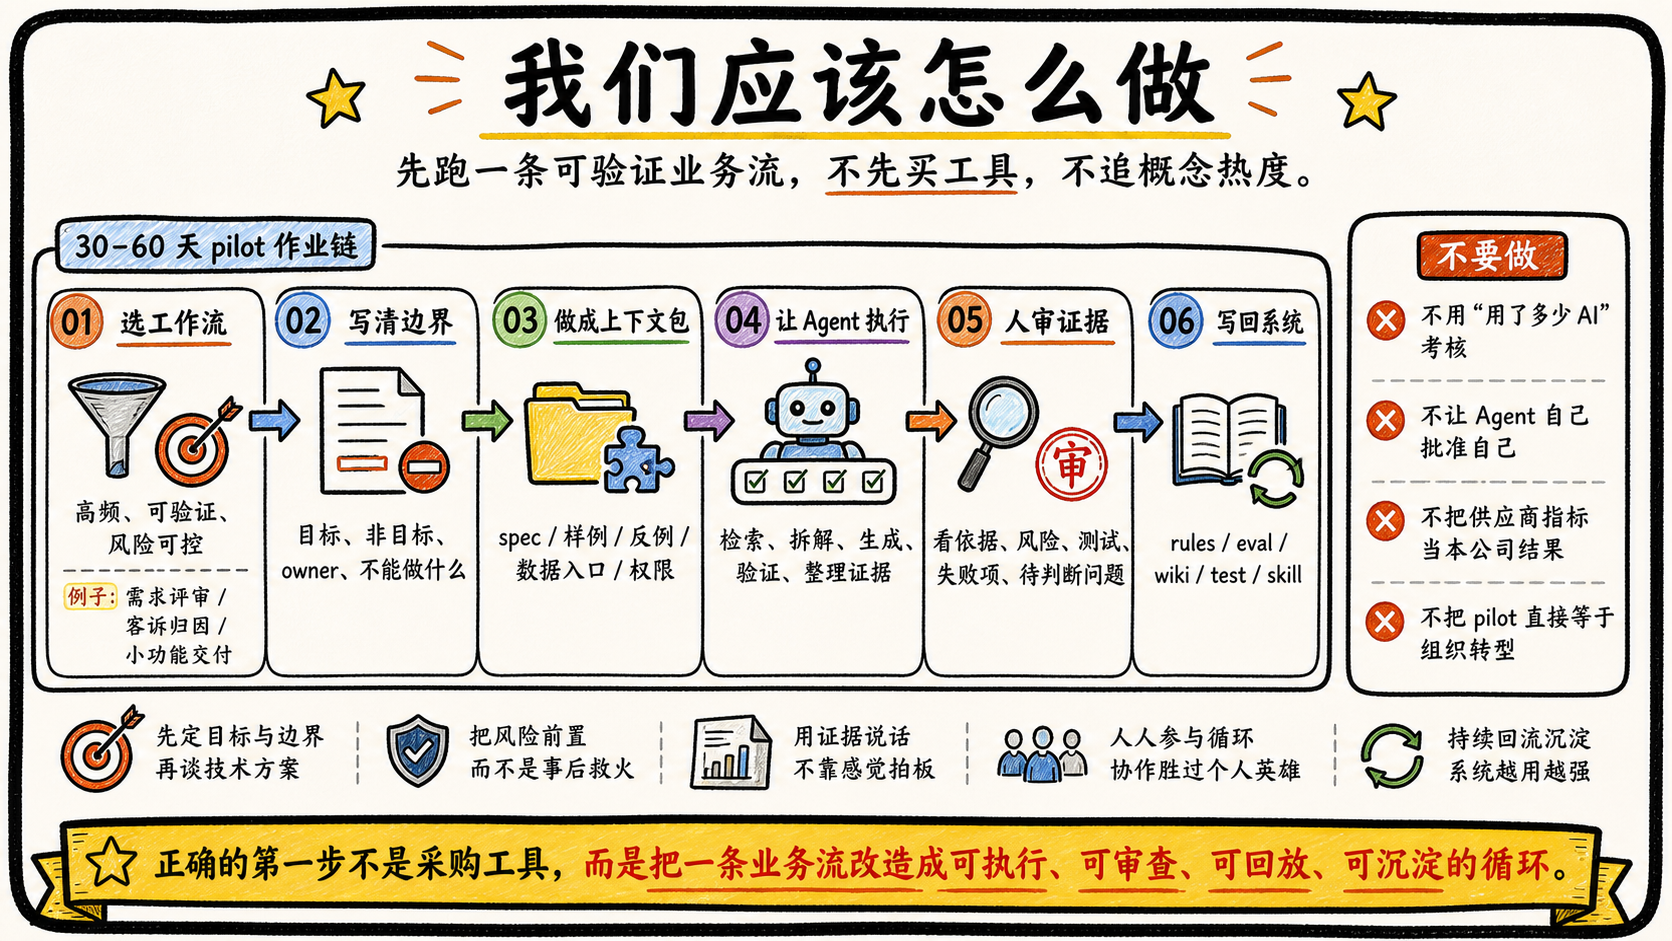 我们应该怎么做
先跑一条可验证业务流，不先买工具，不追概念热度。
30-60 天 pilot 作业链
01 选工作流
高频、可验证、
风险可控
例子：需求评审 /
客诉归因 /
小功能交付
02 写清边界
目标、非目标、
owner、不能做什么
03 做成上下文包
spec / 样例 / 反例 /
数据入口 / 权限
04 让 Agent 执行
检索、拆解、生成、
验证、整理证据
05 人审证据
审
看依据、风险、测试、
失败项、待判断问题
06 写回系统
rules / eval /
wiki / test / skill
不要做
不用“用了多少 AI”
考核
不让 Agent 自己
批准自己
不把供应商指标
当本公司结果
不把 pilot 直接等于
组织转型
先定目标与边界
再谈技术方案
把风险前置
而不是事后救火
用证据说话
不靠感觉拍板
人人参与循环
协作胜过个人英雄
持续回流沉淀
系统越用越强
正确的第一步不是采购工具，而是把一条业务流改造成可执行、可审查、可回放、可沉淀的循环。